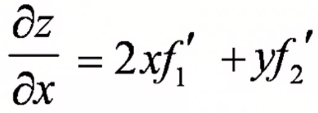 ∂z/∂x = 2xf₁′ + yf₂′